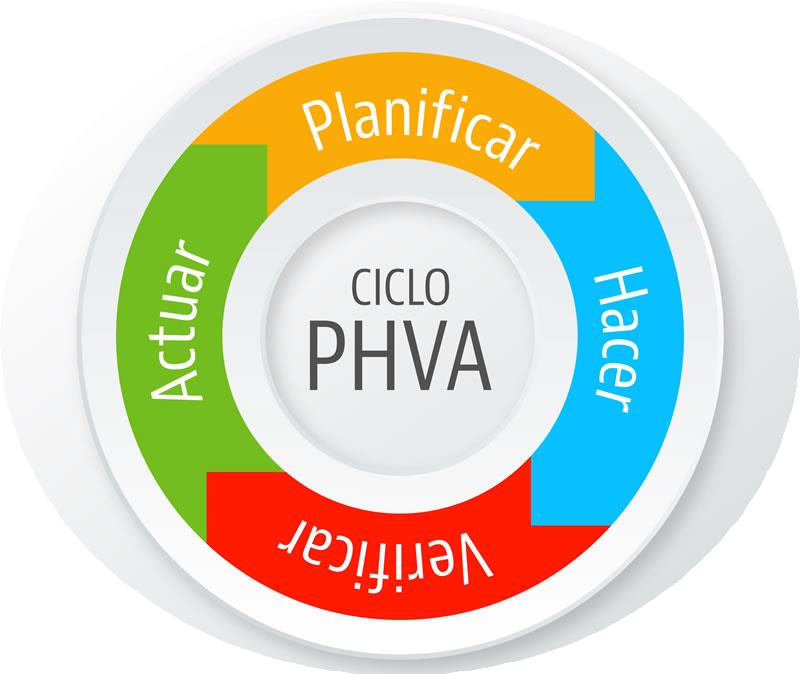 Planificar
Hacer
Verificar
Actuar
CICLO
PHVA